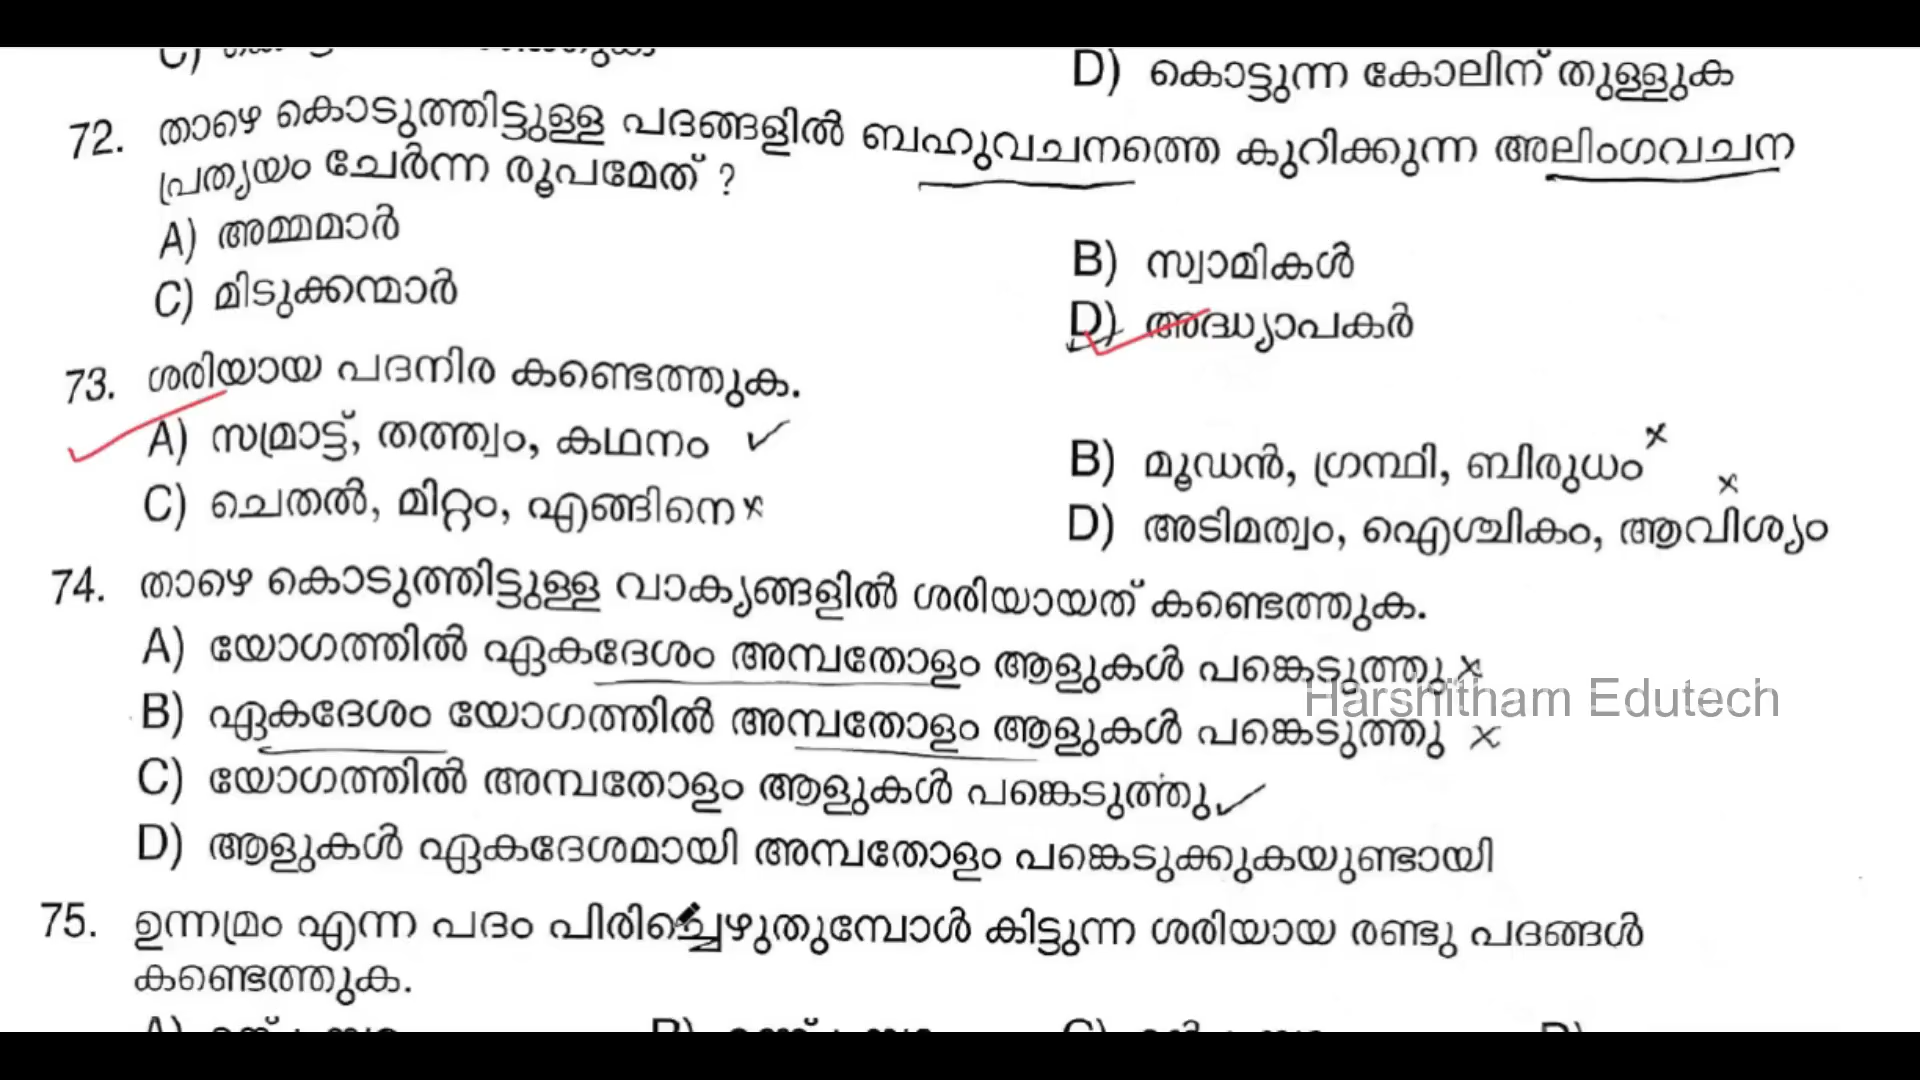 D) കൊട്ടുന്ന കോലിന് തുള്ളുക
72. താഴെ കൊടുത്തിട്ടുള്ള പദങ്ങളിൽ ബഹുവചനത്തെ കുറിക്കുന്ന അലിംഗവചന
പ്രത്യയം ചേർന്ന രൂപമേത് ?
A) അമ്മമാർ
B) സ്വാമികൾ
C) മിടുക്കന്മാർ
D) അദ്ധ്യാപകർ
73. ശരിയായ പദനിര കണ്ടെത്തുക.
A) സമ്രാട്ട്, തത്ത്വം, കഥനം
B) മൂഡൻ, ഗ്രന്ഥി, ബിരുധം
C) ചെതൽ, മിറ്റം, എങ്ങിനെ
D) അടിമത്വം, ഐശ്ചികം, ആവിശ്യം
74. താഴെ കൊടുത്തിട്ടുള്ള വാക്യങ്ങളിൽ ശരിയായത് കണ്ടെത്തുക.
A) യോഗത്തിൽ ഏകദേശം അമ്പതോളം ആളുകൾ പങ്കെടുത്തു
Harshitham Edutech
B) ഏകദേശം യോഗത്തിൽ അമ്പതോളം ആളുകൾ പങ്കെടുത്തു
C) യോഗത്തിൽ അമ്പതോളം ആളുകൾ പങ്കെടുത്തു
D) ആളുകൾ ഏകദേശമായി അമ്പതോളം പങ്കെടുക്കുകയുണ്ടായി
75. ഉന്നമ്രം എന്ന പദം പിരിച്ചെഴുതുമ്പോൾ കിട്ടുന്ന ശരിയായ രണ്ടു പദങ്ങൾ
കണ്ടെത്തുക.